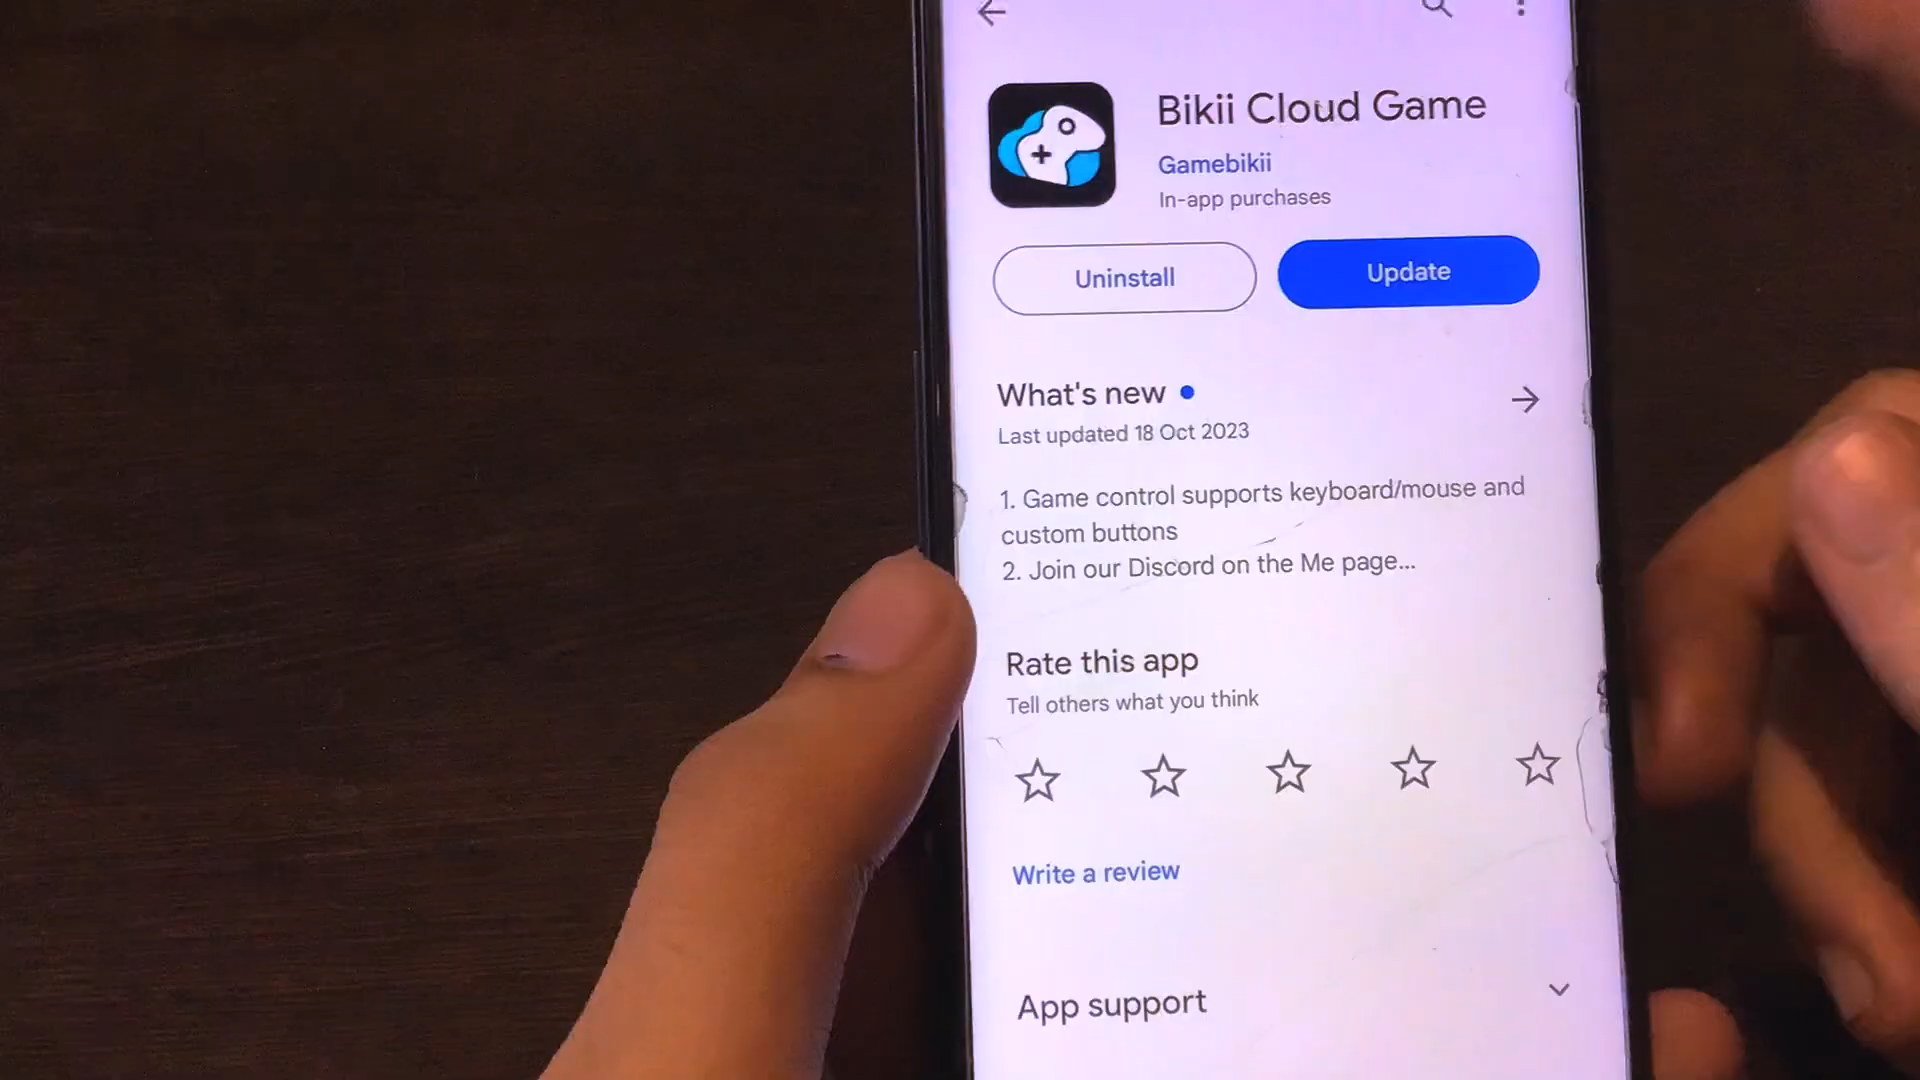 Bikii Cloud Game
Gamebikii
In-app purchases
Uninstall
Update
What's new
Last updated 18 Oct 2023
1. Game control supports keyboard/mouse and
custom buttons
2. Join our Discord on the Me page...
Rate this app
Tell others what you think
Write a review
App support